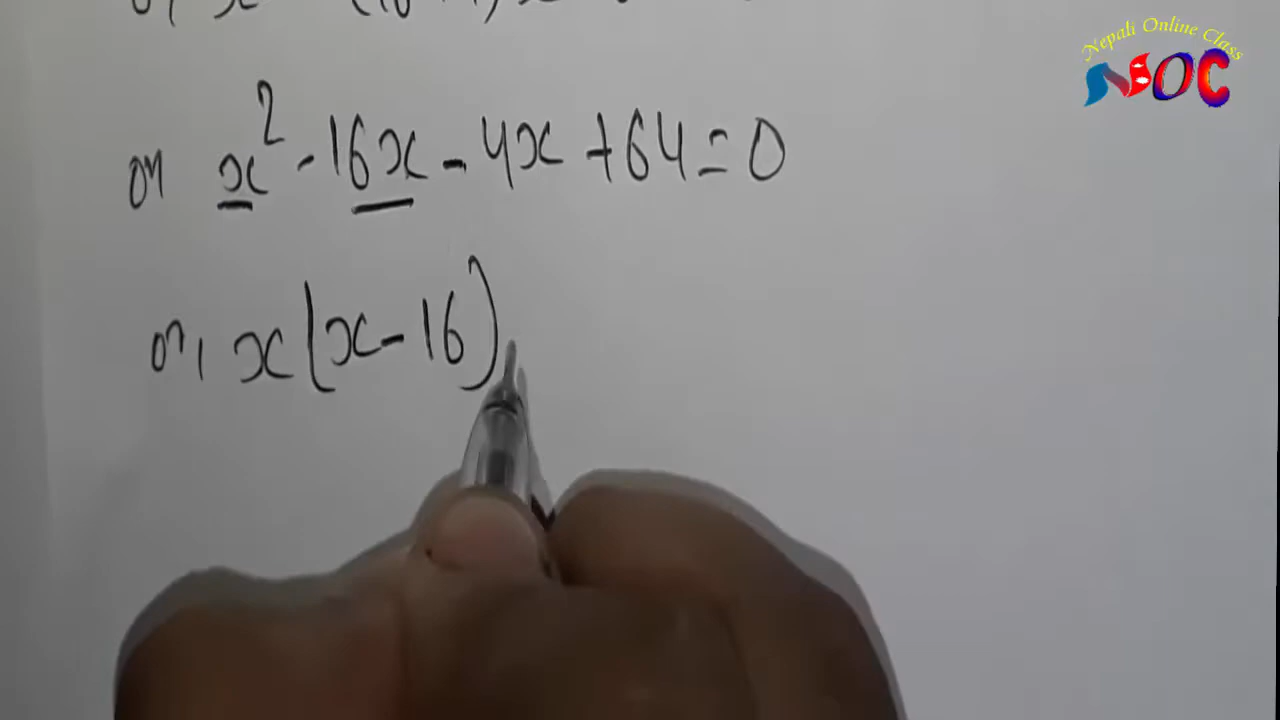 Nepali Online Class
NOC
or x² - 16x - 4x + 64 = 0
or, x(x - 16)